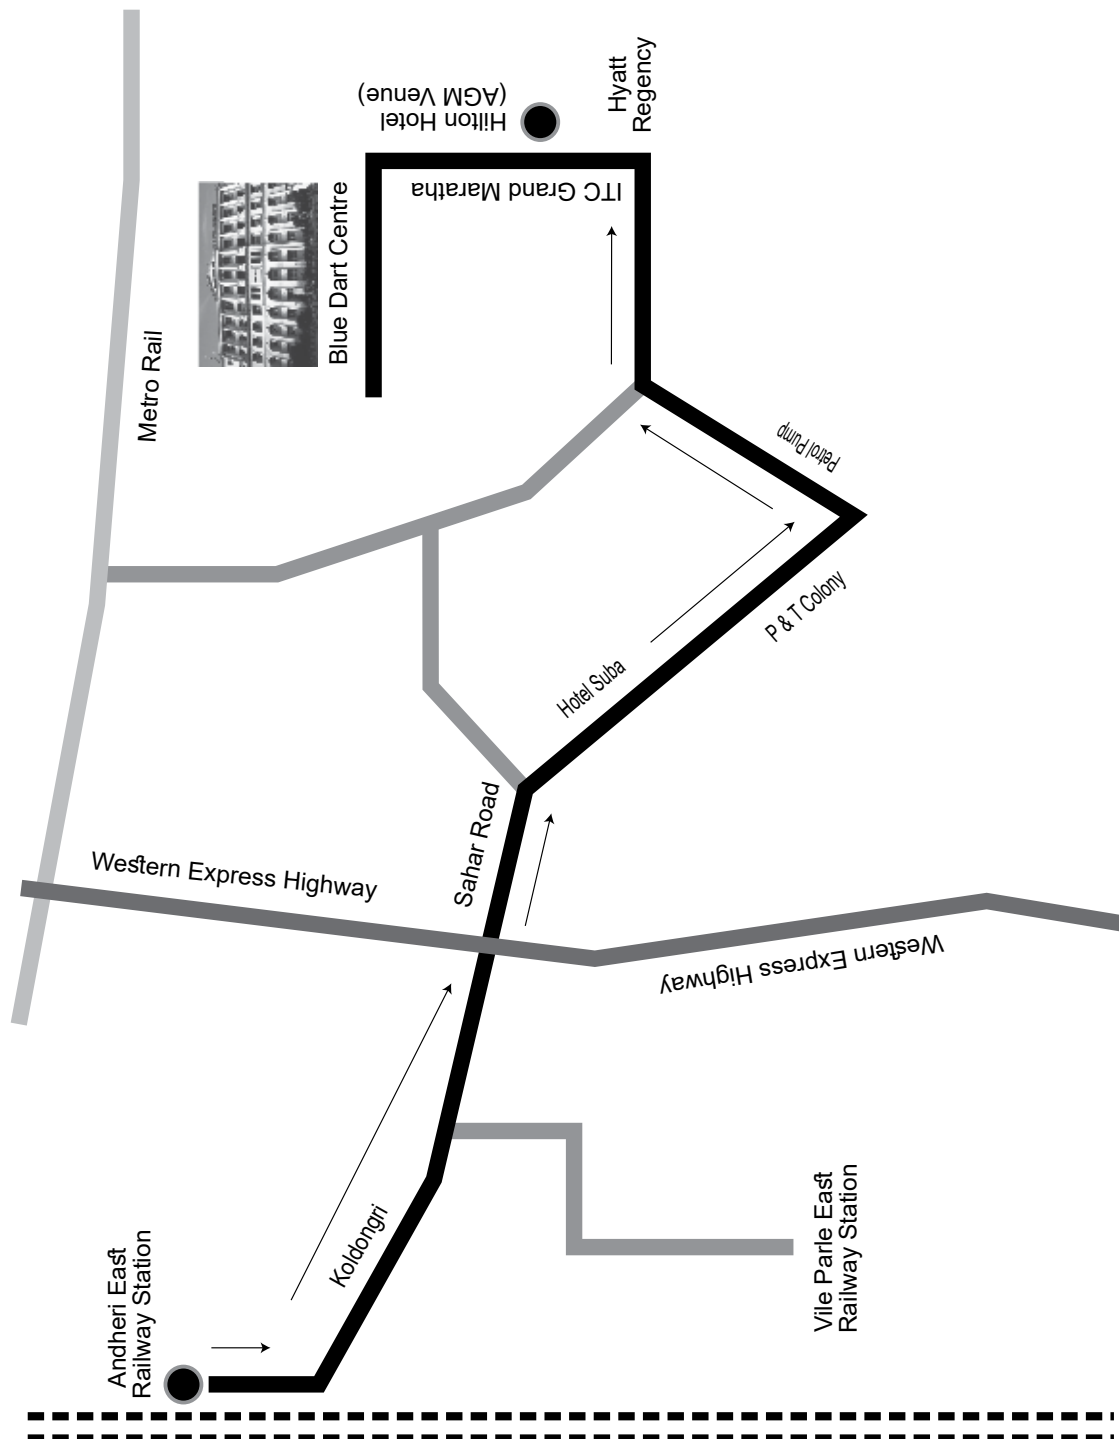 Hilton Hotel
(AGM Venue)
Hyatt
Regency
ITC Grand Maratha
Blue Dart Centre
Metro Rail
Petrol Pump
P & T Colony
Hotel Suba
Sahar Road
Western Express Highway
Western Express Highway
Koldongri
Vile Parle East
Railway Station
Andheri East
Railway Station